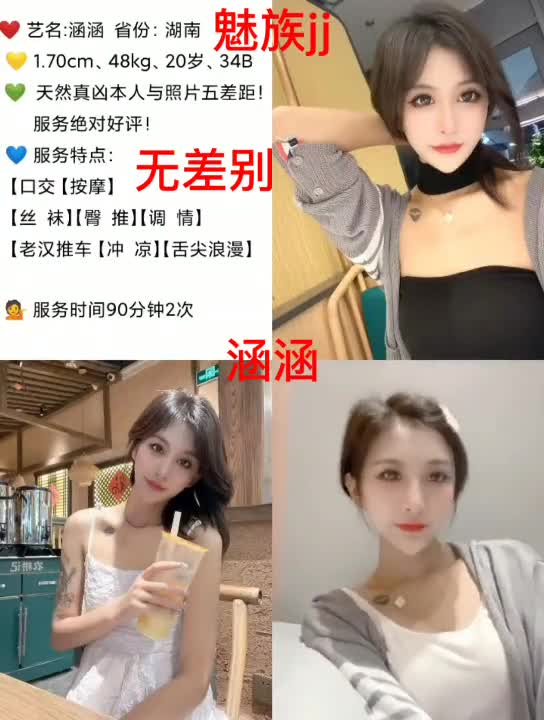 ❤️ 艺名:涵涵 省份: 湖南
魅族jj
💛 1.70cm、48kg、20岁、34B
💚 天然真凶本人与照片五差距!
服务绝对好评!
💙 服务特点:
无差别
【口交【按摩】
【丝 袜】【臀 推】【调 情】
【老汉推车【冲 凉】【舌尖浪漫】
💁 服务时间90分钟2次
涵涵
农耕记